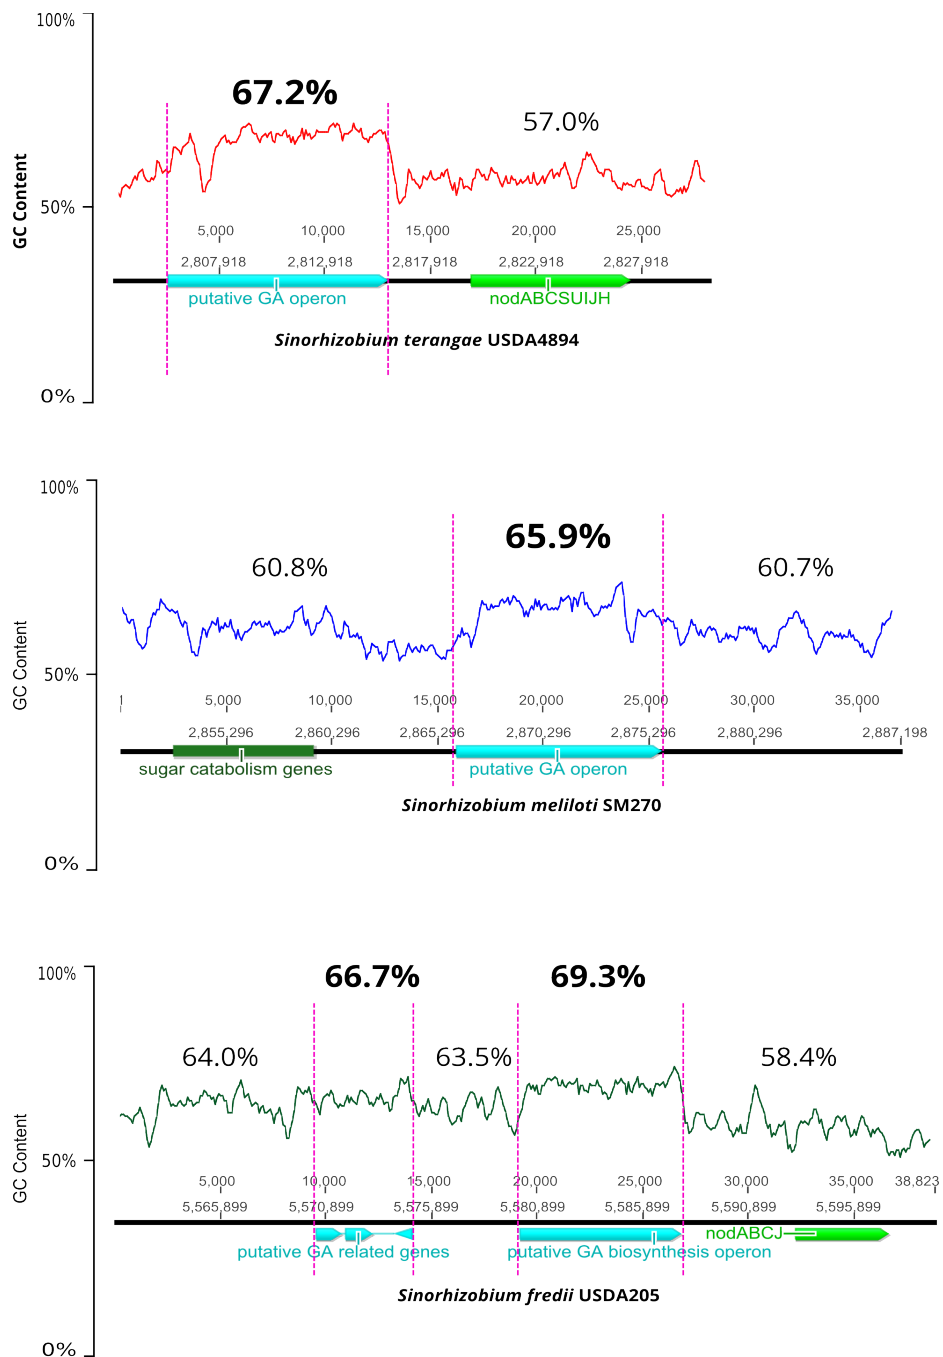 100%
67.2%
57.0%
GC Content
50%
5,000 10,000 15,000 20,000 25,000
2,807,918 2,812,918 2,817,918 2,822,918 2,827,918
putative GA operon nodABCSUIJH
Sinorhizobium terangae USDA4894
0%
100%
65.9%
60.8% 60.7%
GC Content
50%
1 5,000 10,000 15,000 20,000 25,000 30,000 35,000
2,855,296 2,860,296 2,865,296 2,870,296 2,875,296 2,880,296 2,887,198
sugar catabolism genes putative GA operon
Sinorhizobium meliloti SM270
0%
100%
66.7% 69.3%
64.0% 63.5% 58.4%
GC Content
50%
5,000 10,000 15,000 20,000 25,000 30,000 35,000 38,823
5,565,899 5,570,899 5,575,899 5,580,899 5,585,899 5,590,899 5,595,899
nodABCJ
putative GA related genes putative GA biosynthesis operon
Sinorhizobium fredii USDA205
0%